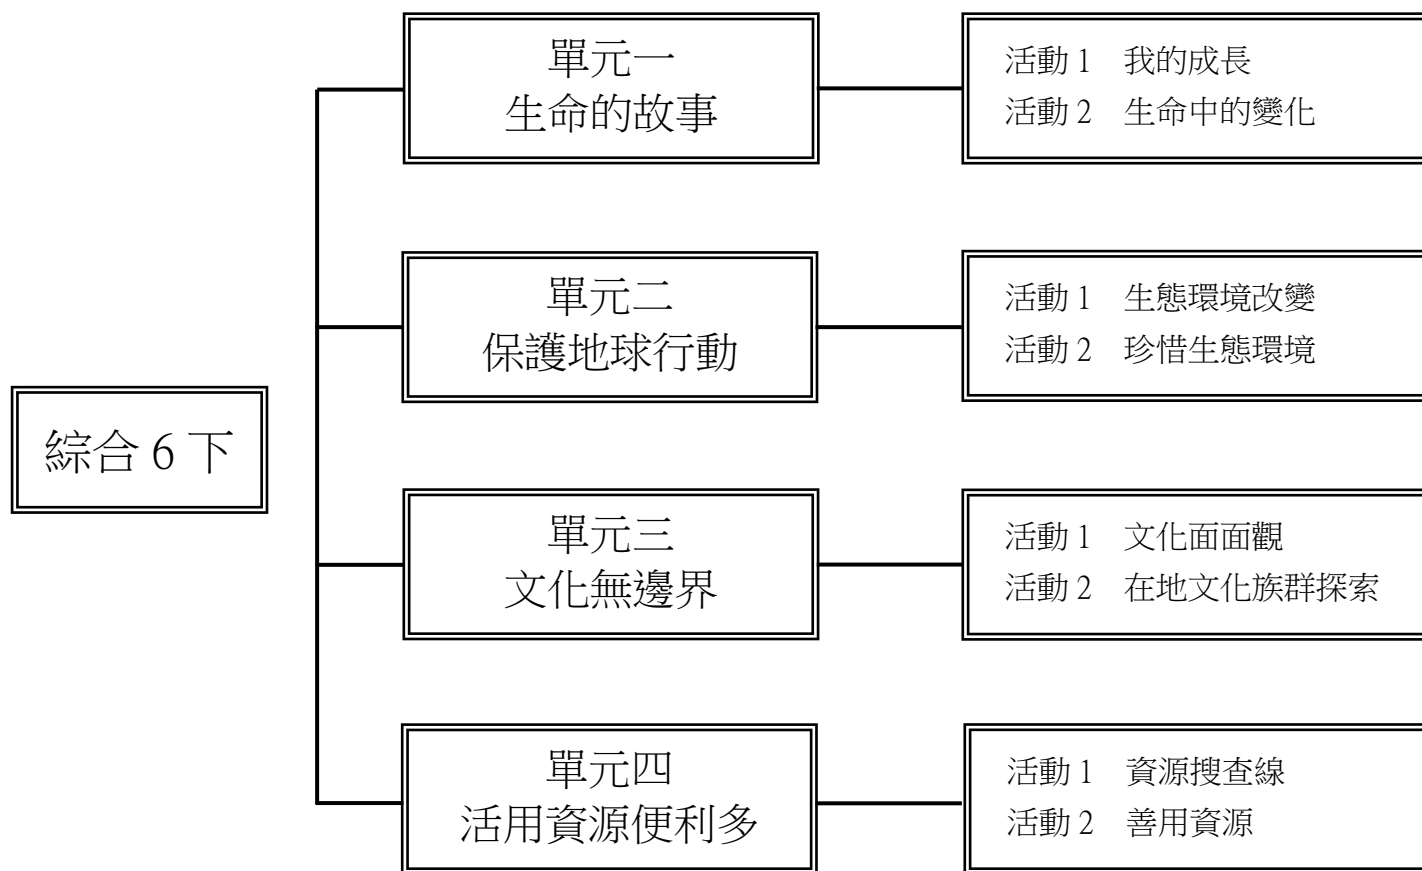 綜合 6 下
單元一
生命的故事
活動 1　我的成長
活動 2　生命中的變化
單元二
保護地球行動
活動 1　生態環境改變
活動 2　珍惜生態環境
單元三
文化無邊界
活動 1　文化面面觀
活動 2　在地文化族群探索
單元四
活用資源便利多
活動 1　資源搜查線
活動 2　善用資源